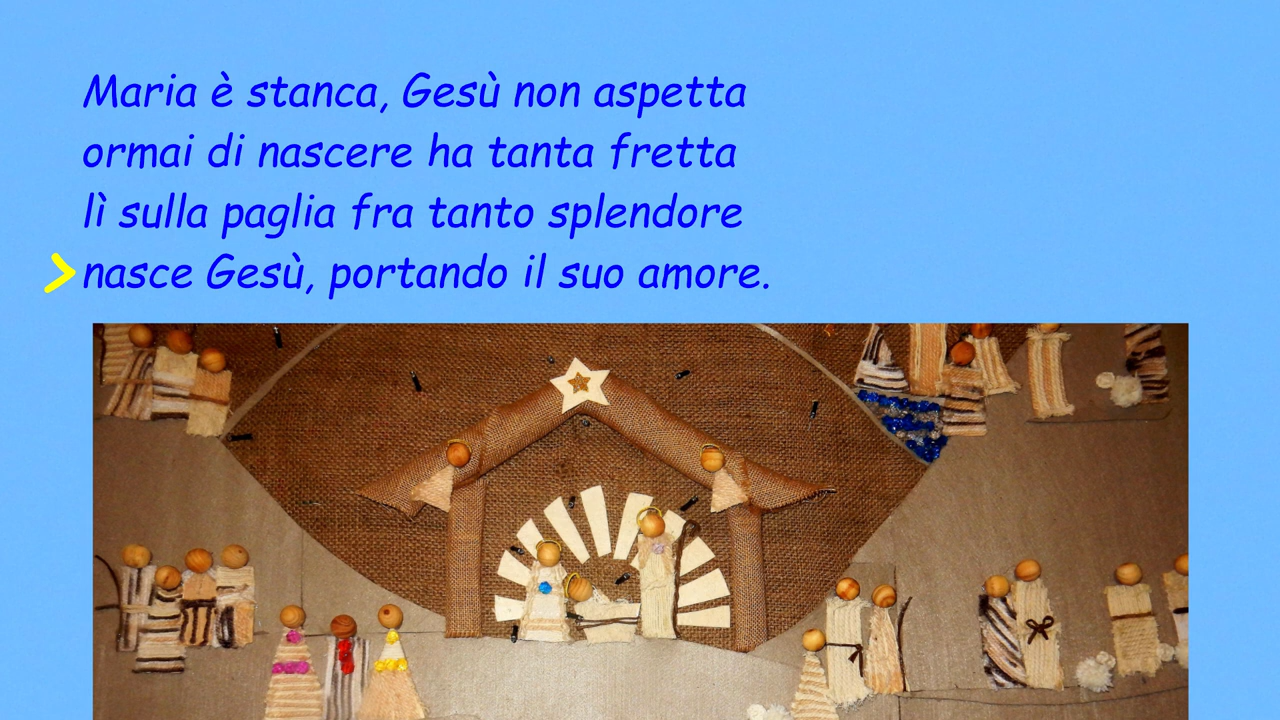 Maria è stanca, Gesù non aspetta
ormai di nascere ha tanta fretta
lì sulla paglia fra tanto splendore
nasce Gesù, portando il suo amore.